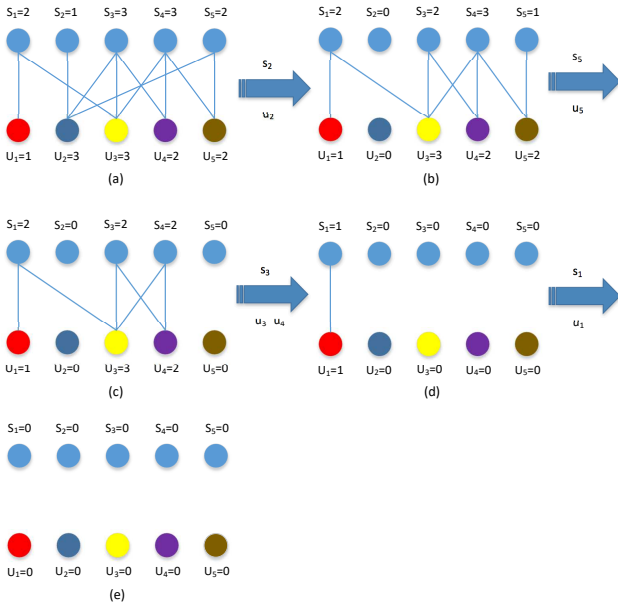 S₁=2 S₂=1 S₃=3 S₄=3 S₅=2
s₂
u₂
U₁=1 U₂=3 U₃=3 U₄=2 U₅=2
(a)
S₁=2 S₂=0 S₃=2 S₄=3 S₅=1
s₅
u₅
U₁=1 U₂=0 U₃=3 U₄=2 U₅=2
(b)
S₁=2 S₂=0 S₃=2 S₄=2 S₅=0
s₃
u₃ u₄
U₁=1 U₂=0 U₃=3 U₄=2 U₅=0
(c)
S₁=1 S₂=0 S₃=0 S₄=0 S₅=0
s₁
u₁
U₁=1 U₂=0 U₃=0 U₄=0 U₅=0
(d)
S₁=0 S₂=0 S₃=0 S₄=0 S₅=0
U₁=0 U₂=0 U₃=0 U₄=0 U₅=0
(e)